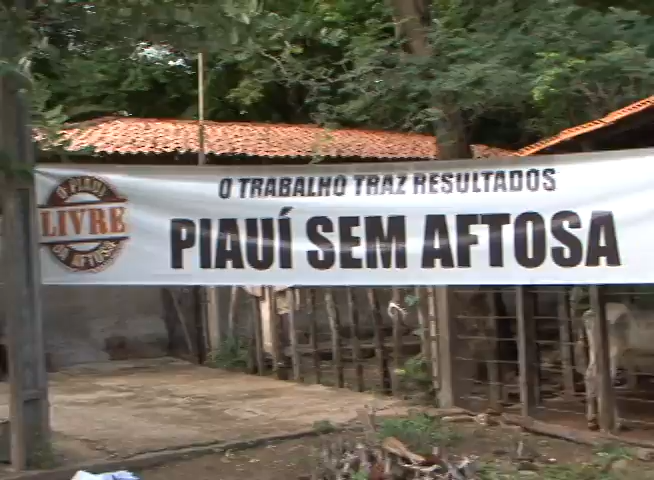 O PIAUÍ
LIVRE
DA AFTOSA
O TRABALHO TRAZ RESULTADOS
PIAUÍ SEM AFTOSA